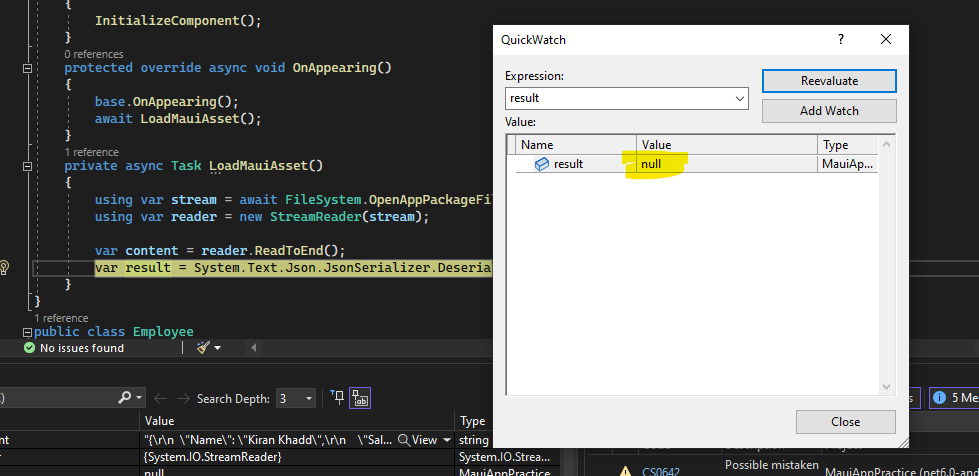 {
InitializeComponent();
}
0 references
protected override async void OnAppearing()
{
base.OnAppearing();
await LoadMauiAsset();
}
1 reference
private async Task LoadMauiAsset()
{
using var stream = await FileSystem.OpenAppPackageFil
using var reader = new StreamReader(stream);
var content = reader.ReadToEnd();
var result = System.Text.Json.JsonSerializer.Deseria
}
}
1 reference
public class Employee
No issues found
QuickWatch
?
Expression:
result
Reevaluate
Add Watch
Value:
Name Value Type
result null MauiAp...
Close
Search Depth: 3
Value Type
nt "{\r\n \"Name\": \"Kiran Khadd\",\r\n \"Sal... View string
r {System.IO.StreamReader} System.IO.StreamReader
null MauiAppPractice
s 5 Me
CS0642 Possible mistaken MauiAppPractice (net6.0-and